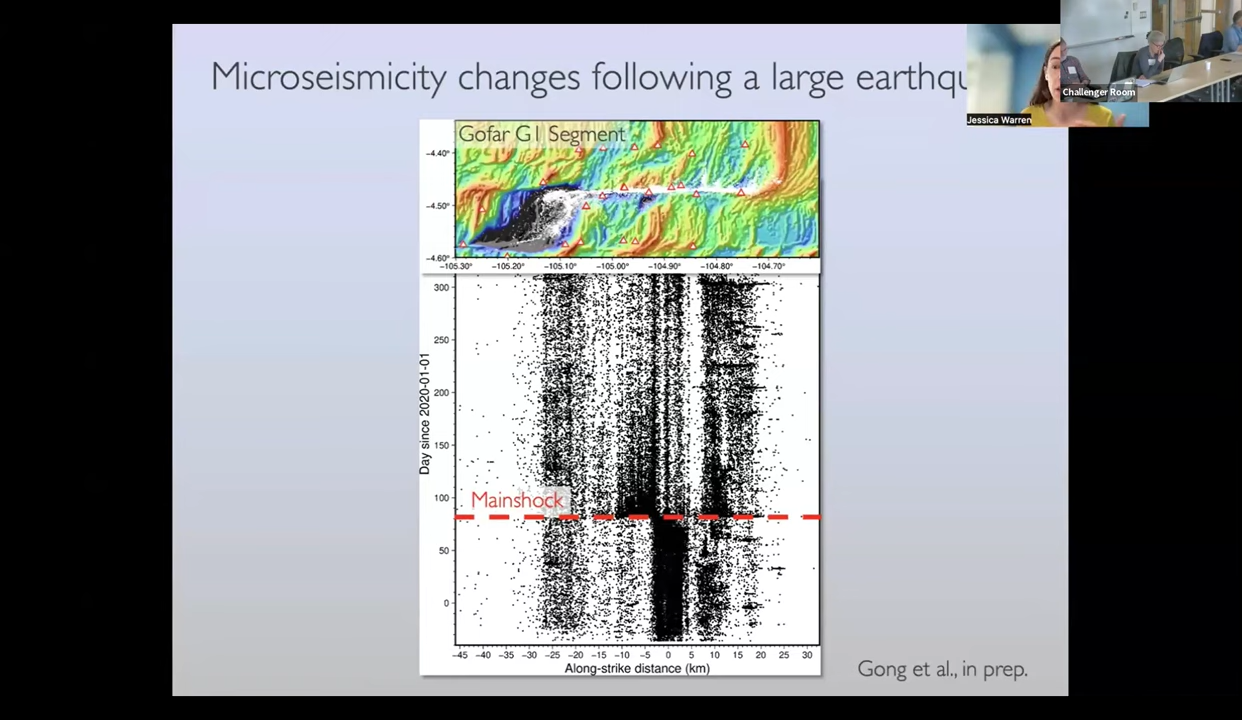 Microseismicity changes following a large earthqu
Challenger Room
Jessica Warren
Gofar G1 Segment
-4.40°
-4.50°
-4.60°
-105.30° -105.20° -105.10° -105.00° -104.90° -104.80° -104.70°
300
250
200
150
100
50
0
Day since 2020-01-01
Mainshock
-45 -40 -35 -30 -25 -20 -15 -10 -5 0 5 10 15 20 25 30
Along-strike distance (km)
Gong et al., in prep.